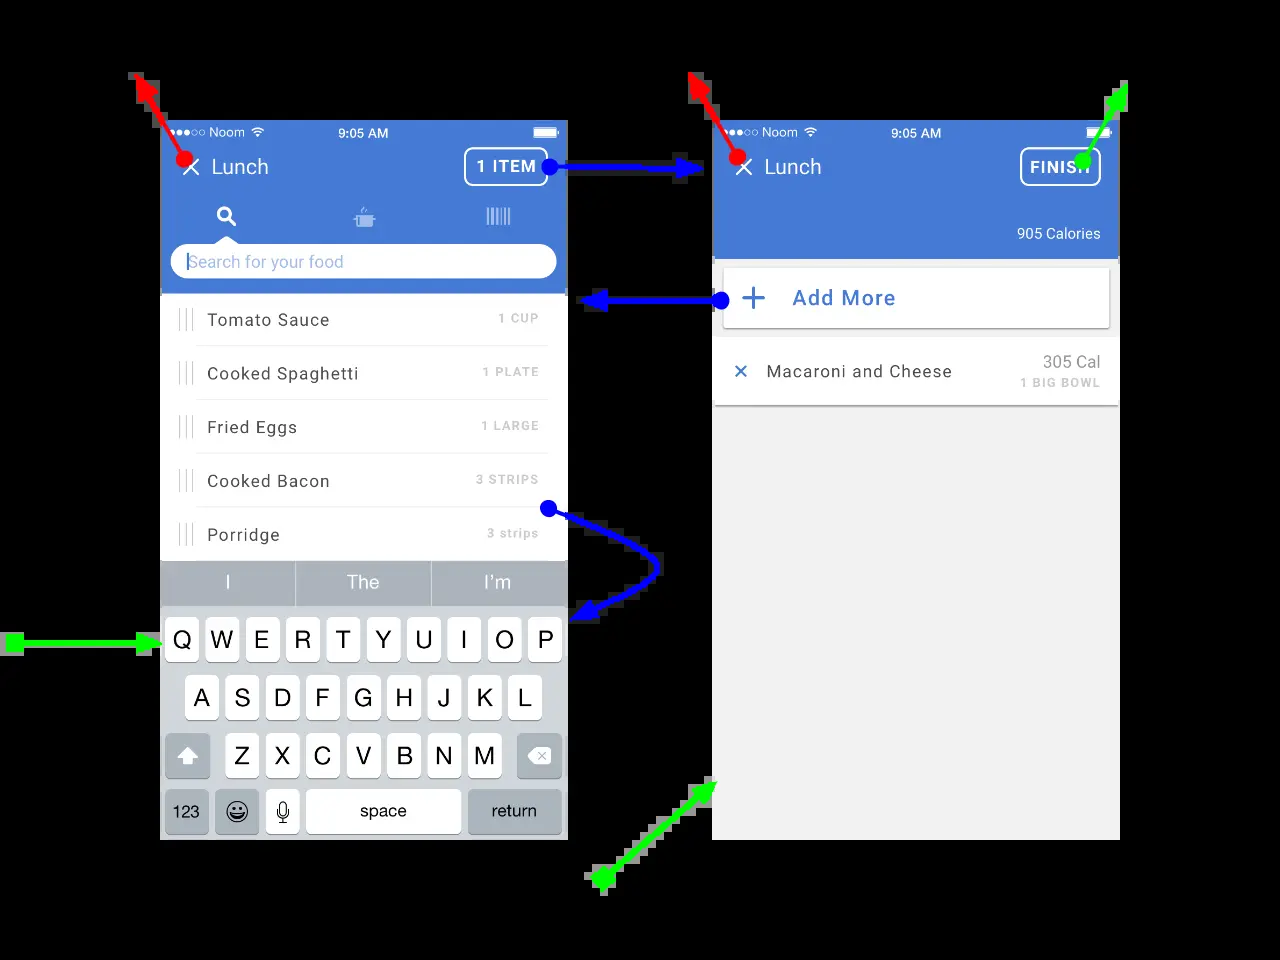 Noom
9:05 AM
Lunch
1 ITEM
Search for your food
Tomato Sauce
1 CUP
Cooked Spaghetti
1 PLATE
Fried Eggs
1 LARGE
Cooked Bacon
3 STRIPS
Porridge
3 strips
I The I'm
Q W E R T Y U I O P
A S D F G H J K L
Z X C V B N M
123 space return
Noom
9:05 AM
Lunch
FINISH
905 Calories
Add More
Macaroni and Cheese
305 Cal
1 BIG BOWL